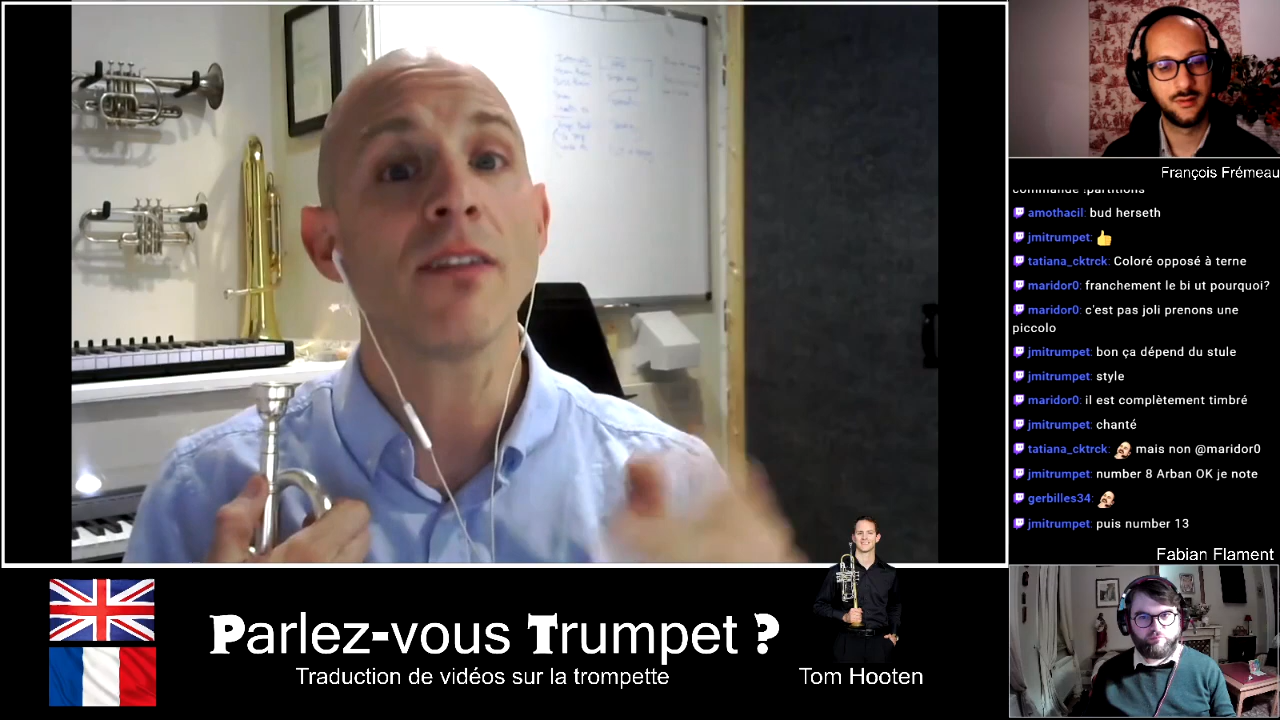 François Frémeau
commande !partitions
amothacil: bud herseth
jmitrumpet:
tatiana_cktrck: Coloré opposé à terne
maridor0: franchement le bi ut pourquoi?
maridor0: c'est pas joli prenons une
piccolo
jmitrumpet: bon ça dépend du stule
jmitrumpet: style
maridor0: il est complètement timbré
jmitrumpet: chanté
tatiana_cktrck: mais non @maridor0
jmitrumpet: number 8 Arban OK je note
gerbilles34:
jmitrumpet: puis number 13
Fabian Flament
Parlez-vous Trumpet ?
Traduction de vidéos sur la trompette
Tom Hooten